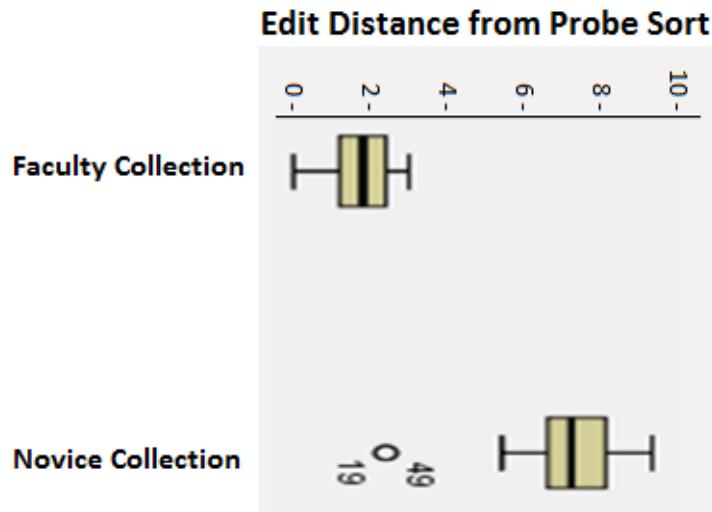 Edit Distance from Probe Sort
0 2 4 6 8 10
Faculty Collection
Novice Collection
19 49